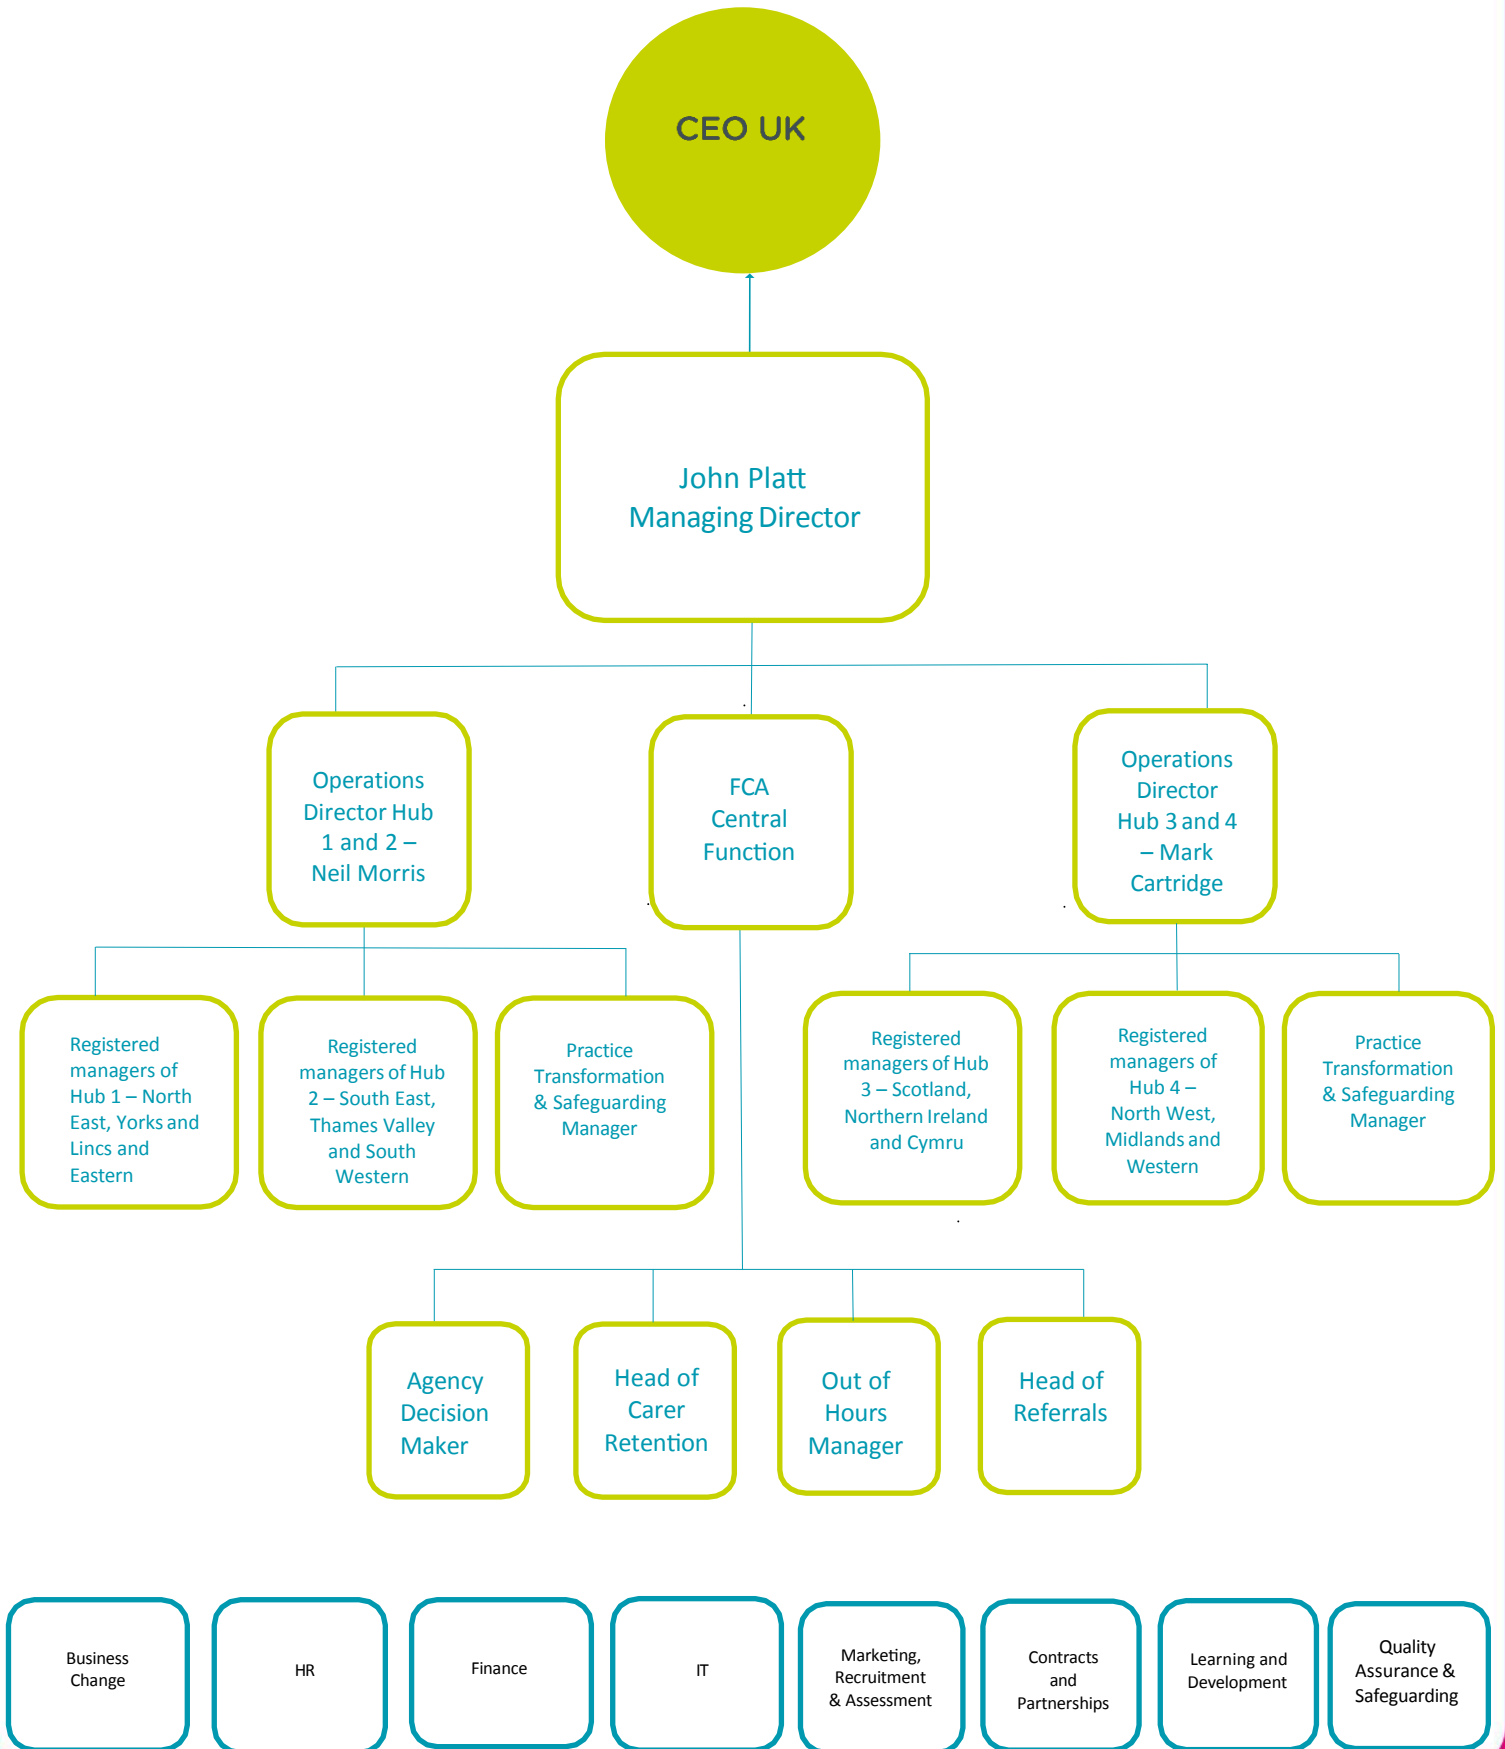 CEO UK
John Platt
Managing Director
Operations
Director Hub
1 and 2 –
Neil Morris
FCA
Central
Function
Operations
Director
Hub 3 and 4
– Mark
Cartridge
Registered
managers of
Hub 1 – North
East, Yorks and
Lincs and
Eastern
Registered
managers of Hub
2 – South East,
Thames Valley
and South
Western
Practice
Transformation
& Safeguarding
Manager
Registered
managers of Hub
3 – Scotland,
Northern Ireland
and Cymru
Registered
managers of
Hub 4 –
North West,
Midlands and
Western
Practice
Transformation
& Safeguarding
Manager
Agency
Decision
Maker
Head of
Carer
Retention
Out of
Hours
Manager
Head of
Referrals
Business
Change
HR
Finance
IT
Marketing,
Recruitment
& Assessment
Contracts
and
Partnerships
Learning and
Development
Quality
Assurance &
Safeguarding